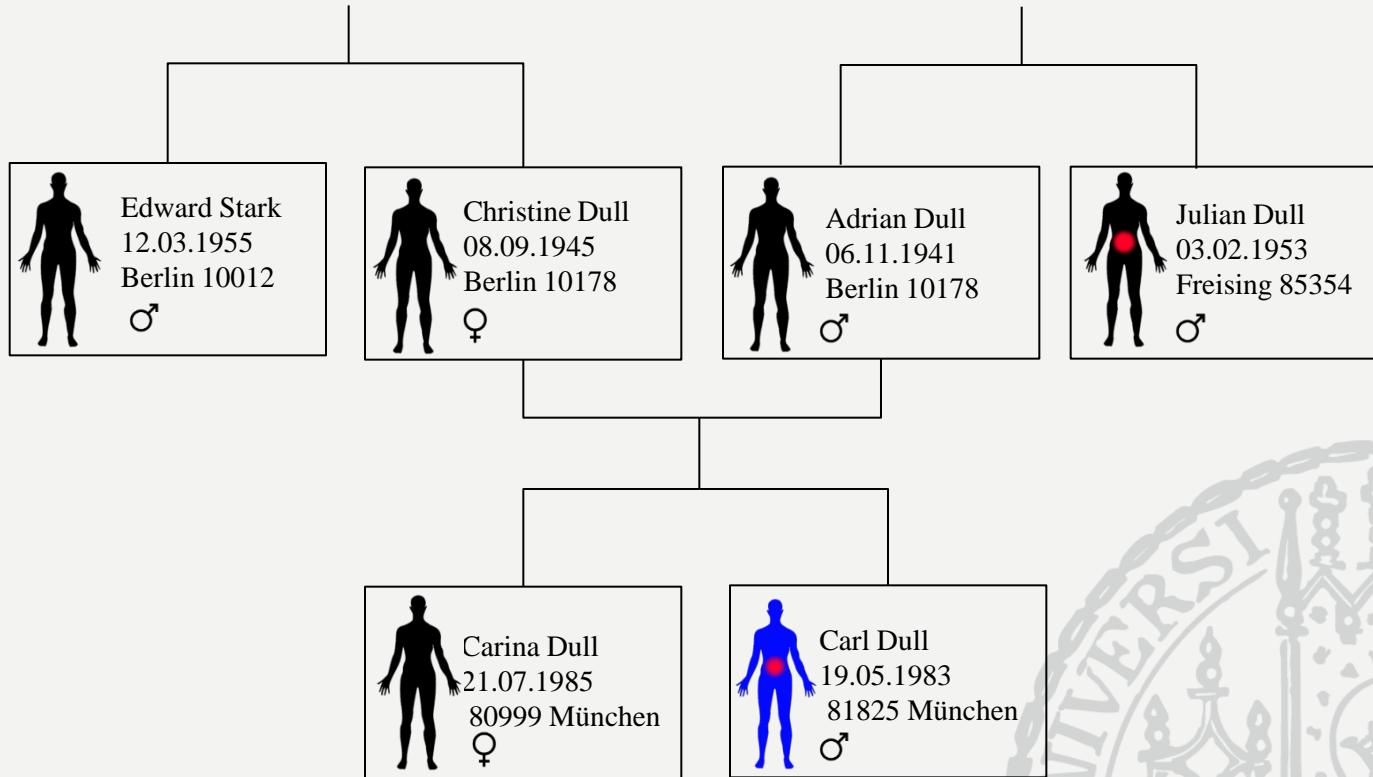 Edward Stark
12.03.1955
Berlin 10012
♂
Christine Dull
08.09.1945
Berlin 10178
♀
Adrian Dull
06.11.1941
Berlin 10178
♂
Julian Dull
03.02.1953
Freising 85354
♂
Carina Dull
21.07.1985
80999 München
♀
Carl Dull
19.05.1983
81825 München
♂